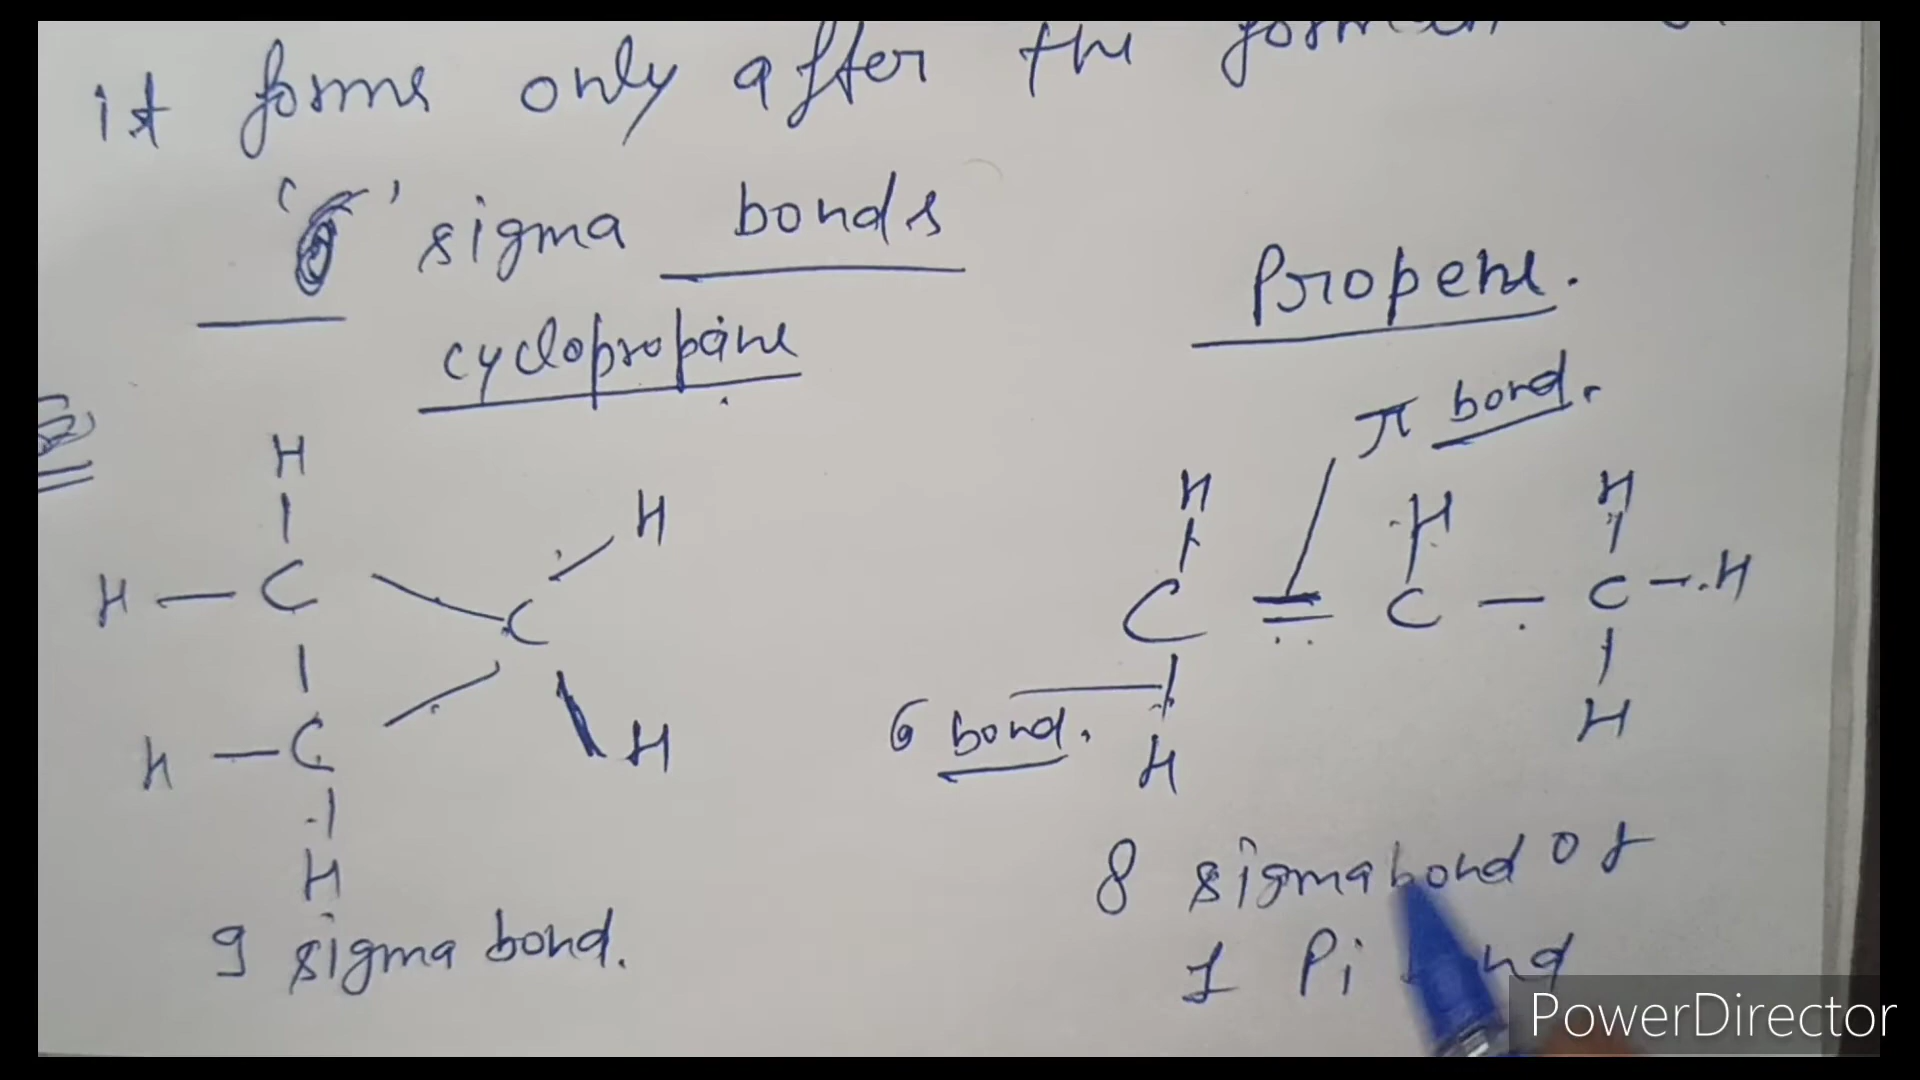 it forms only after the
'σ' sigma bonds
cyclopropane
Propene.
π bond.
H
H
H
H
H
H — C
C
C = C — C — H
σ bond.
H — C
H
H
H
H
8 sigma bond or
9 sigma bond.
1 Pi bond
PowerDirector